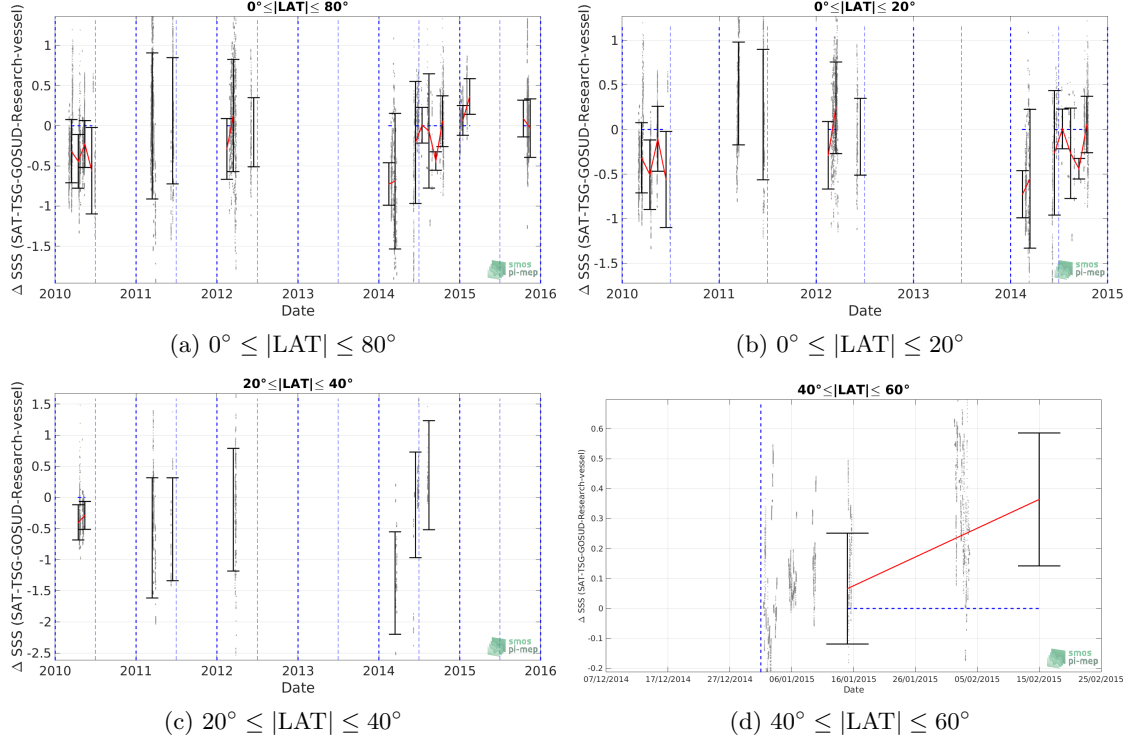 0°≤|LAT|≤ 80°
Δ SSS (SAT-TSG-GOSUD-Research-vessel)
1
0.5
0
-0.5
-1
-1.5
2010 2011 2012 2013 2014 2015 2016
Date
smos
pi-mep
(a) 0° ≤ |LAT| ≤ 80°
0°≤|LAT|≤ 20°
Δ SSS (SAT-TSG-GOSUD-Research-vessel)
1
0.5
0
-0.5
-1
-1.5
2010 2011 2012 2013 2014 2015
Date
smos
pi-mep
(b) 0° ≤ |LAT| ≤ 20°
20°≤|LAT|≤ 40°
Δ SSS (SAT-TSG-GOSUD-Research-vessel)
1.5
1
0.5
0
-0.5
-1
-1.5
-2
-2.5
2010 2011 2012 2013 2014 2015 2016
Date
smos
pi-mep
(c) 20° ≤ |LAT| ≤ 40°
40°≤|LAT|≤ 60°
Δ SSS (SAT-TSG-GOSUD-Research-vessel)
0.6
0.5
0.4
0.3
0.2
0.1
0
-0.1
-0.2
07/12/2014 17/12/2014 27/12/2014 06/01/2015 16/01/2015 26/01/2015 05/02/2015 15/02/2015 25/02/2015
Date
smos
pi-mep
(d) 40° ≤ |LAT| ≤ 60°